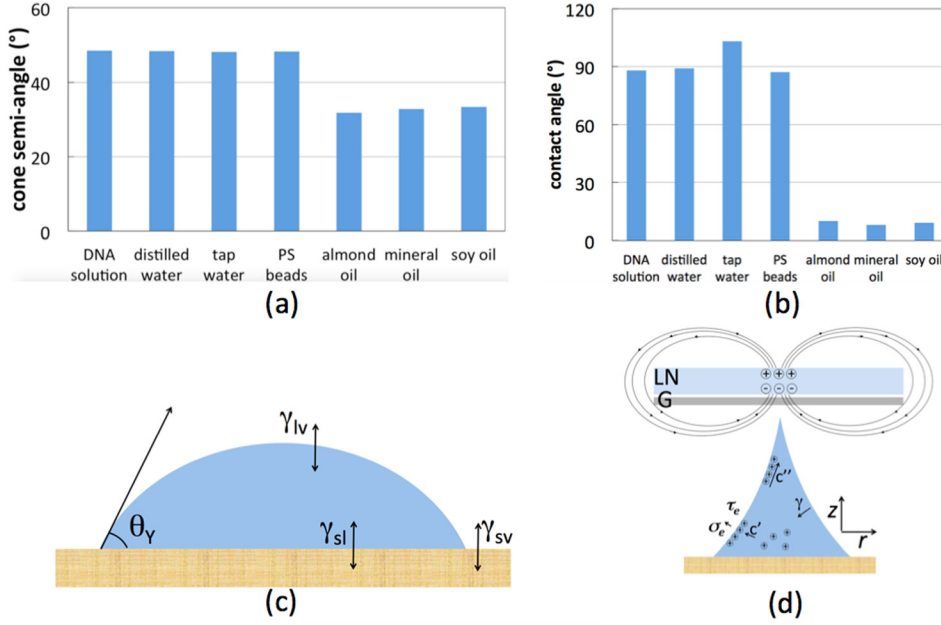 60
40
20
0
cone semi-angle (°)
DNA solution
distilled water
tap water
PS beads
almond oil
mineral oil
soy oil
(a)
120
90
60
30
0
contact angle (°)
DNA solution
distilled water
tap water
PS beads
almond oil
mineral oil
soy oil
(b)
γlv
θY
γsl
γsv
(c)
LN
+ + +
- - -
G
c''
τe
γ
σe
c'
z
r
(d)